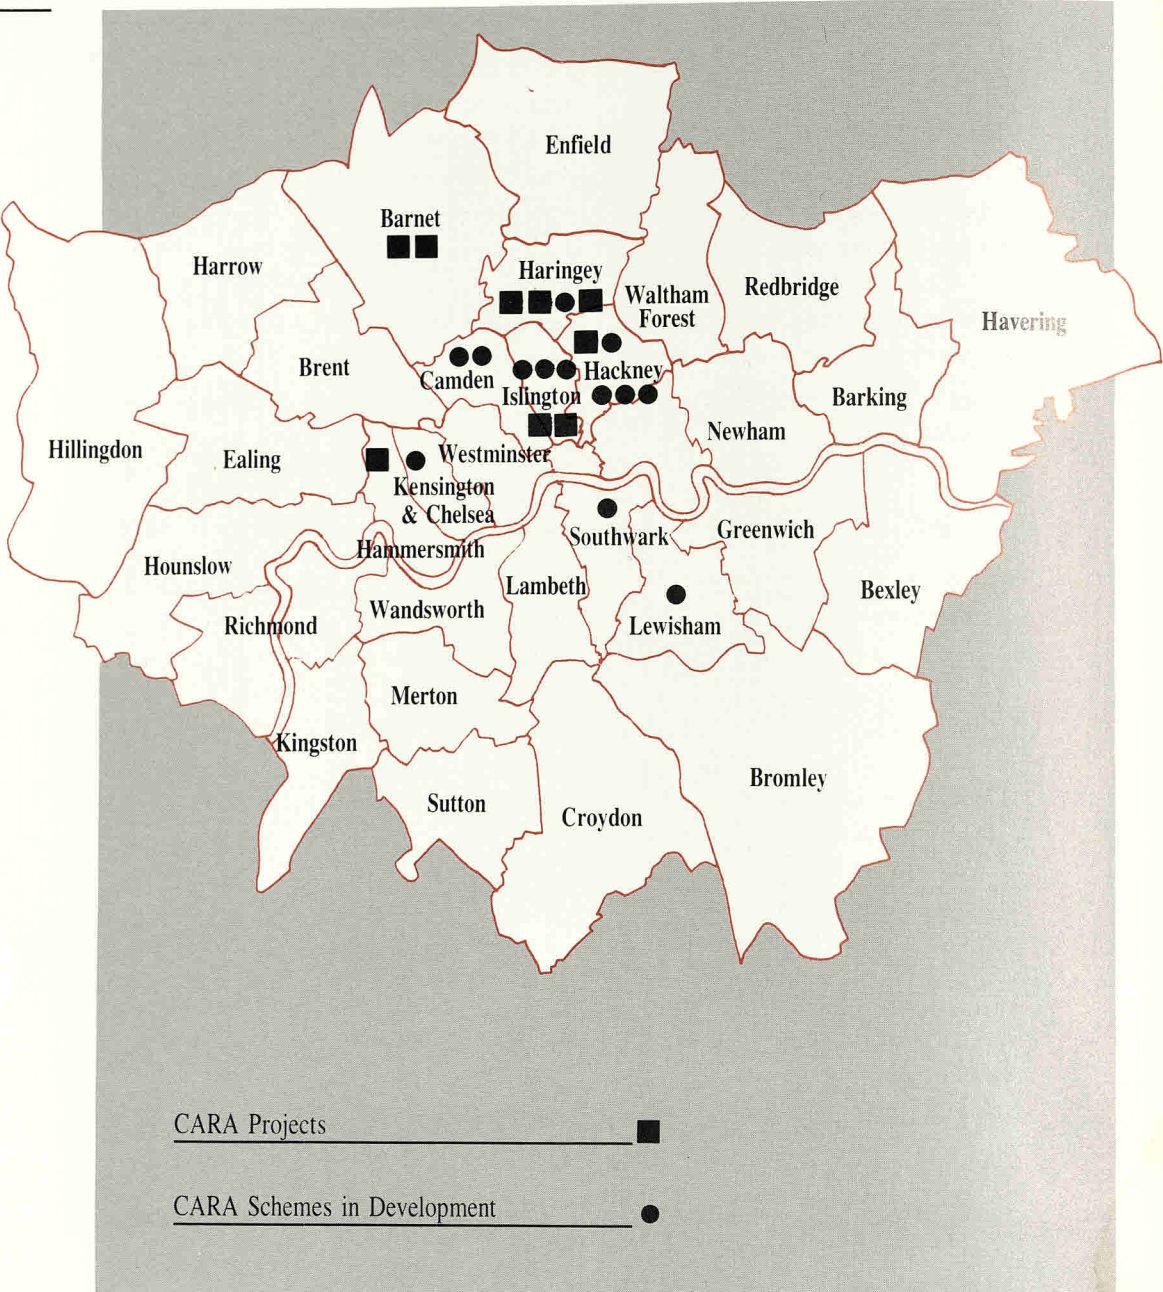 Enfield
Barnet
Harrow
Haringey
Waltham
Forest
Redbridge
Havering
Brent
Camden
Islington
Hackney
Barking
Hillingdon
Ealing
Westminster
Newham
Kensington
& Chelsea
Hammersmith
Southwark
Greenwich
Hounslow
Lambeth
Bexley
Richmond
Wandsworth
Lewisham
Merton
Kingston
Sutton
Croydon
Bromley
CARA Projects
CARA Schemes in Development